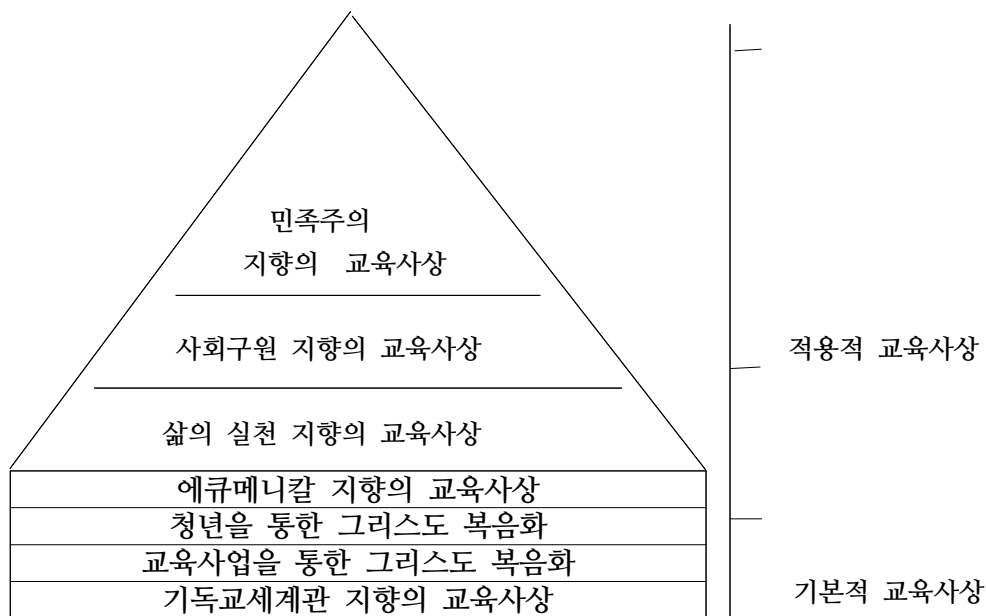 민족주의
지향의 교육사상
사회구원 지향의 교육사상
적용적 교육사상
삶의 실천 지향의 교육사상
에큐메니칼 지향의 교육사상
청년을 통한 그리스도 복음화
교육사업을 통한 그리스도 복음화
기독교세계관 지향의 교육사상
기본적 교육사상